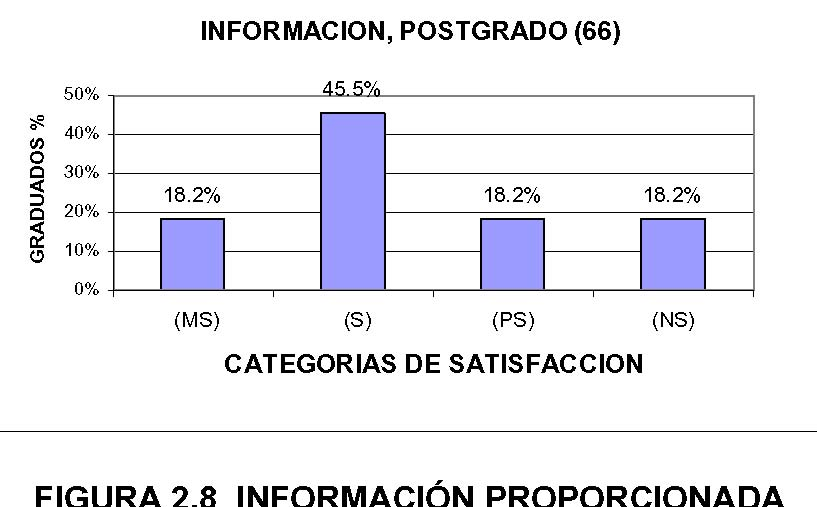 INFORMACION, POSTGRADO (66)
GRADUADOS %
50%
40%
30%
20%
10%
0%
18.2%
45.5%
18.2%
18.2%
(MS)
(S)
(PS)
(NS)
CATEGORIAS DE SATISFACCION
FIGURA 2.8 INFORMACIÓN PROPORCIONADA